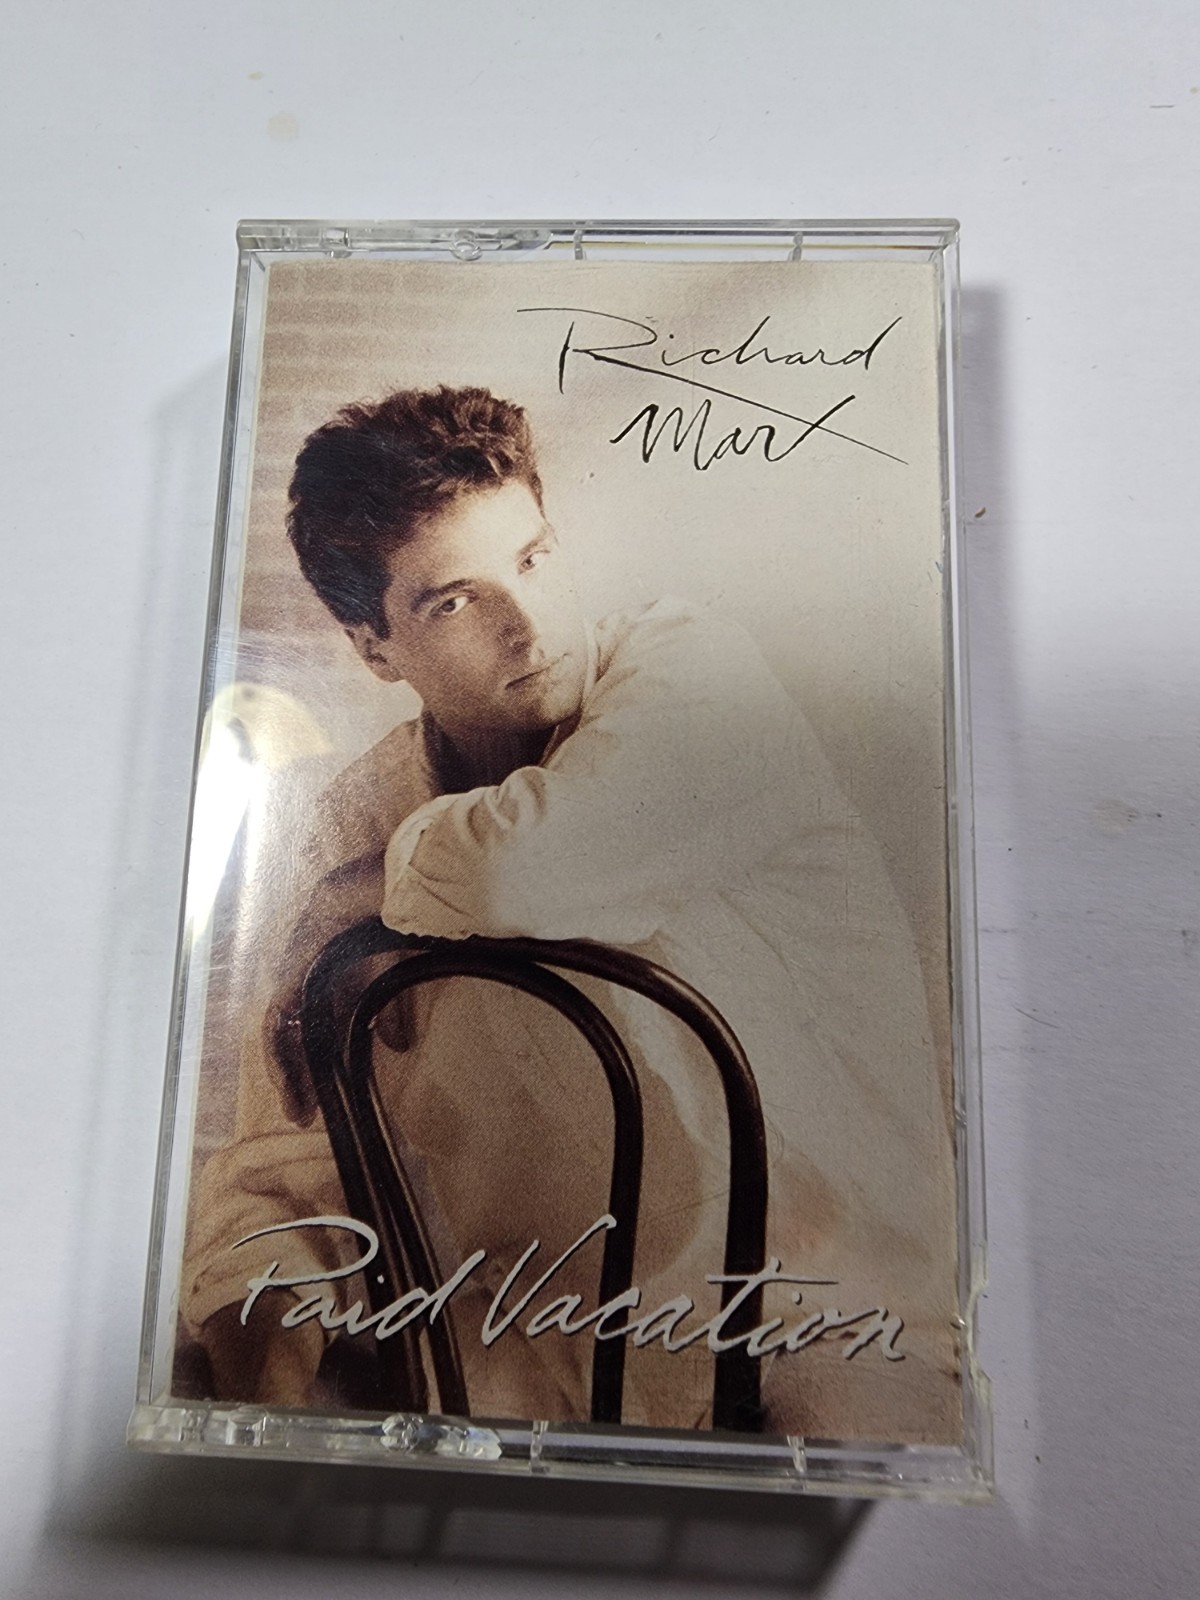 Richard
Marx
Paid Vacation